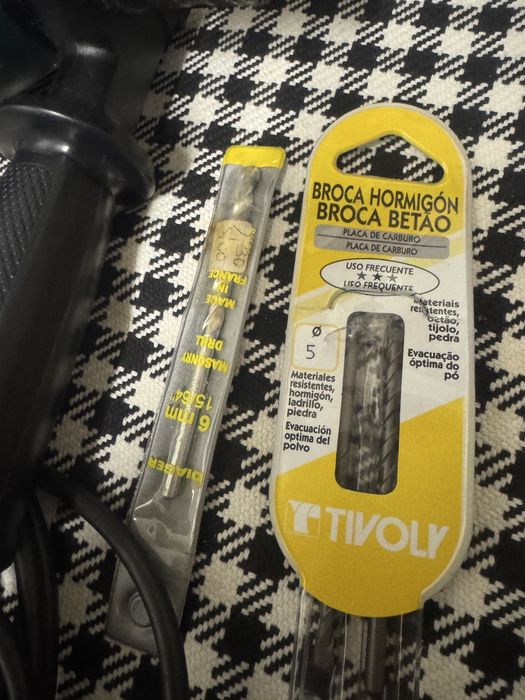 BROCA HORMIGÓN
BROCA BETÃO
PLACA DE CARBURO
PLACA DE CARBURO
USO FRECUENTE
USO FREQUENTE
Materiais
resistentes,
betão,
tijolo,
pedra
Evacuação
óptima do
pó
Ø
5
Materiales
resistentes,
hormigón,
ladrillo,
piedra
Evacuación
optima del
polvo
TIVOLY
DIAGER
6 mm
15/64"
MASONRY
DRILL
MADE
IN
FRANCE